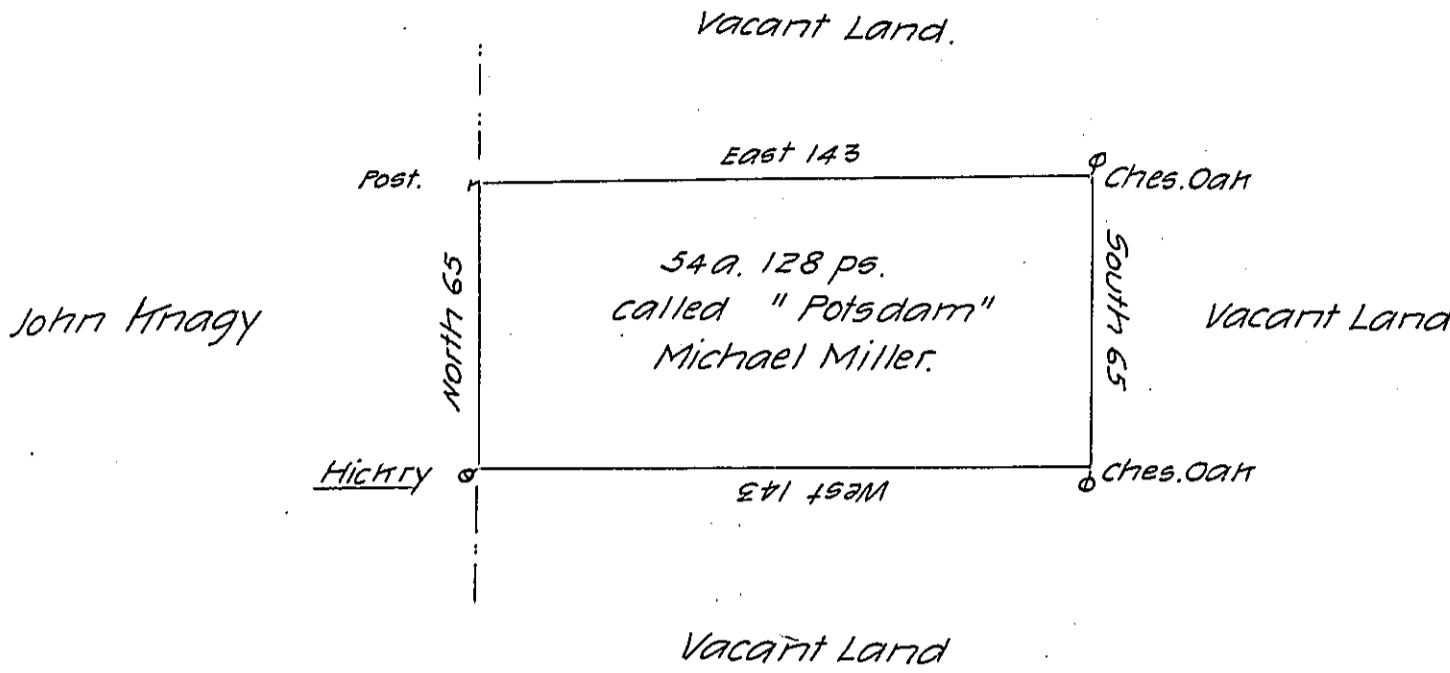 Vacant Land.
East 143
Post.
Ches. Oak
54a. 128 ps.
called "Potsdam"
Michael Miller.
North 65
South 65
John Knagy
Vacant Land
Hickry
West 143
Ches. Oak
Vacant Land